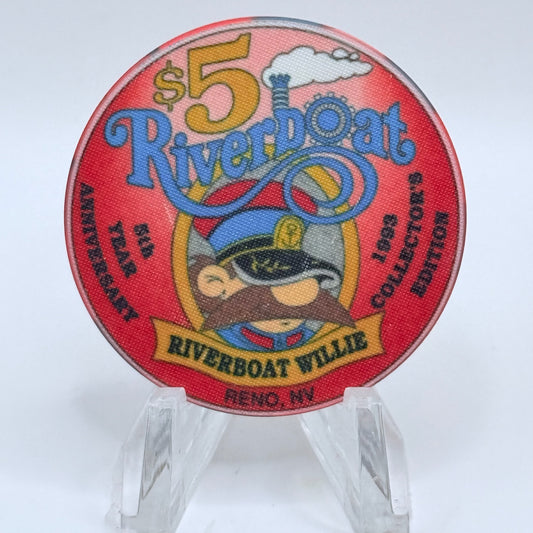 $5
Riverboat
5th
YEAR
ANNIVERSARY
1993
COLLECTOR'S
EDITION
RIVERBOAT WILLIE
RENO, NV